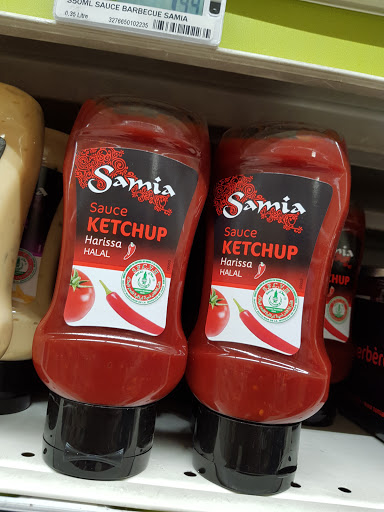 350ML SAUCE BARBECUE SAMIA
0.35 Litre
3276650102235
Samia
Sauce
KETCHUP
Harissa
HALAL
Samia
Sauce
KETCHUP
Harissa
HALAL